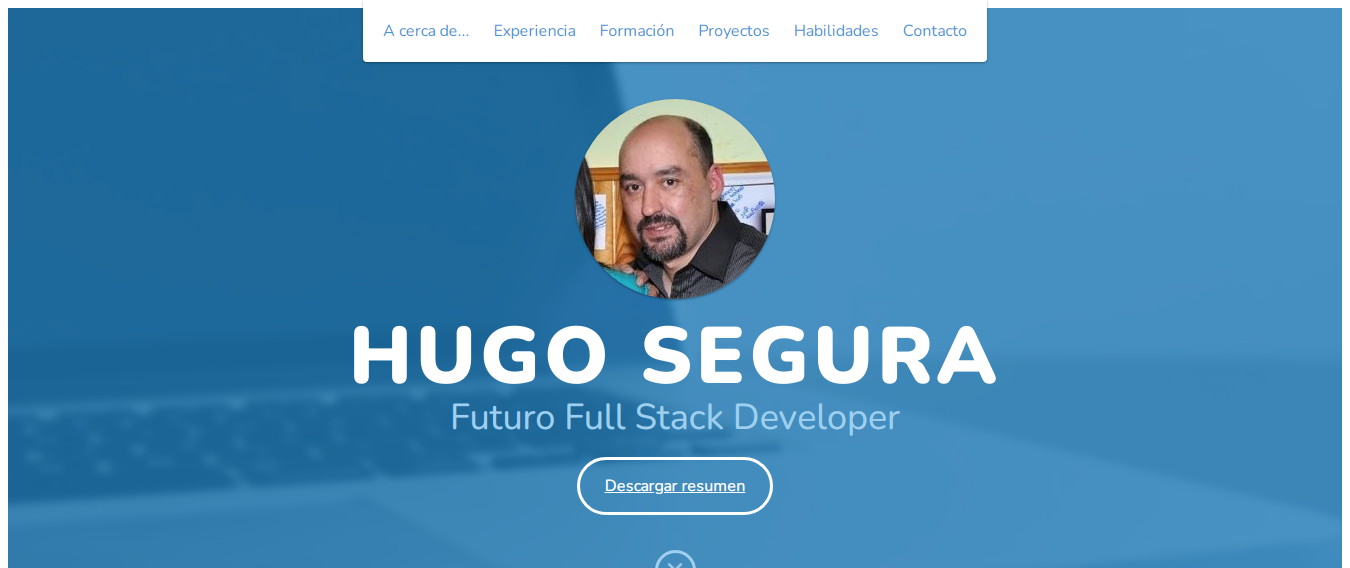 A cerca de... Experiencia Formación Proyectos Habilidades Contacto
HUGO SEGURA
Futuro Full Stack Developer
Descargar resumen